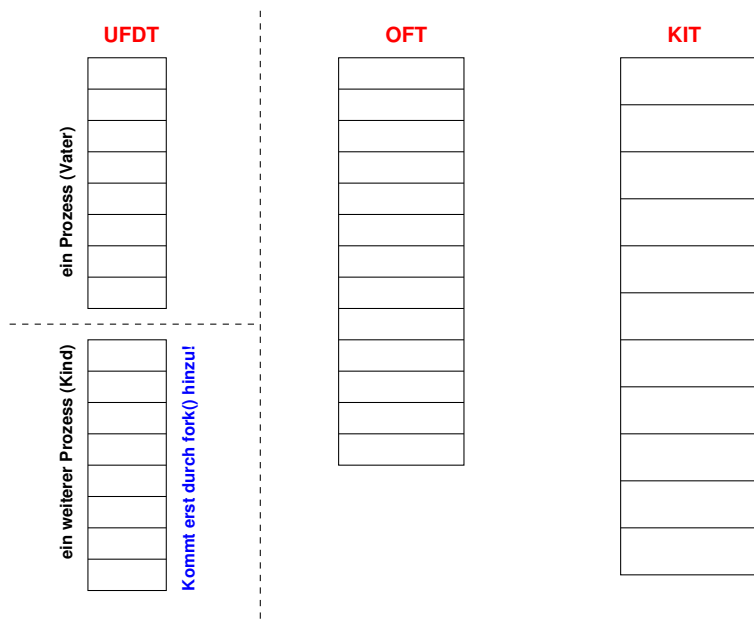 UFDT
OFT
KIT
ein Prozess (Vater)
ein weiterer Prozess (Kind)
Kommt erst durch fork() hinzu!